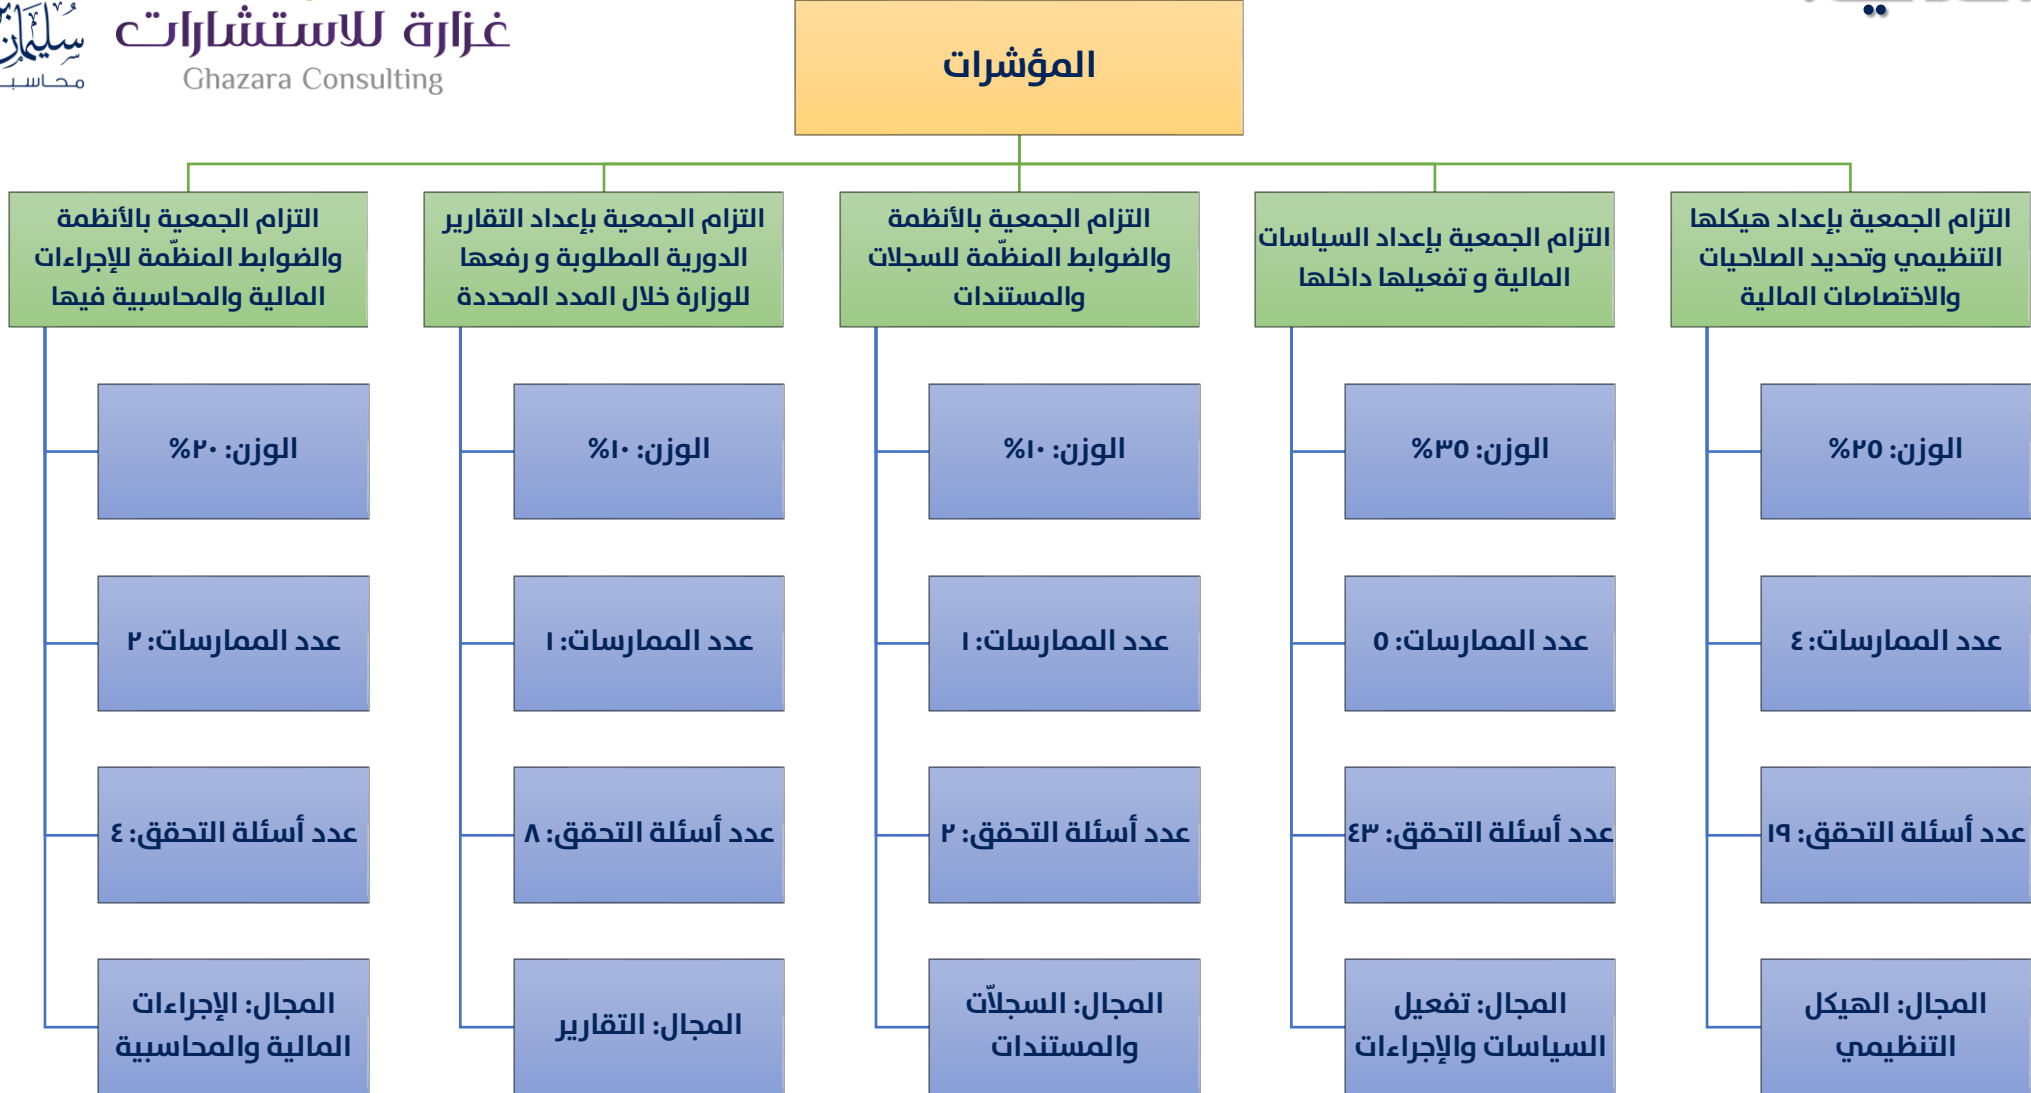 غزارة للاستشارات
Ghazara Consulting
سليمان
المؤشرات
التزام الجمعية بإعداد هيكلها
التنظيمي وتحديد الصلاحيات
والاختصاصات المالية
الوزن: ٢٥%
عدد الممارسات: ٤
عدد أسئلة التحقق: ١٩
المجال: الهيكل
التنظيمي
التزام الجمعية بإعداد السياسات
المالية و تفعيلها داخلها
الوزن: ٣٥%
عدد الممارسات: ٥
عدد أسئلة التحقق: ٤٣
المجال: تفعيل
السياسات والإجراءات
التزام الجمعية بالأنظمة
والضوابط المنظّمة للسجلات
والمستندات
الوزن: ١٠%
عدد الممارسات: ١
عدد أسئلة التحقق: ٢
المجال: السجلاّت
والمستندات
التزام الجمعية بإعداد التقارير
الدورية المطلوبة و رفعها
للوزارة خلال المدد المحددة
الوزن: ١٠%
عدد الممارسات: ١
عدد أسئلة التحقق: ٨
المجال: التقارير
التزام الجمعية بالأنظمة
والضوابط المنظّمة للإجراءات
المالية والمحاسبية فيها
الوزن: ٢٠%
عدد الممارسات: ٢
عدد أسئلة التحقق: ٤
المجال: الإجراءات
المالية والمحاسبية